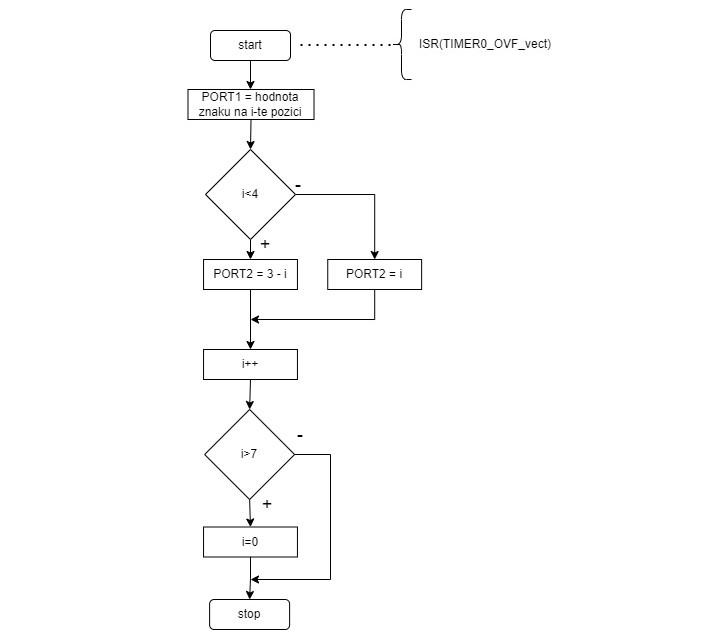 start
ISR(TIMER0_OVF_vect)
PORT1 = hodnota
znaku na i-te pozici
i<4
-
+
PORT2 = 3 - i
PORT2 = i
i++
i>7
-
+
i=0
stop